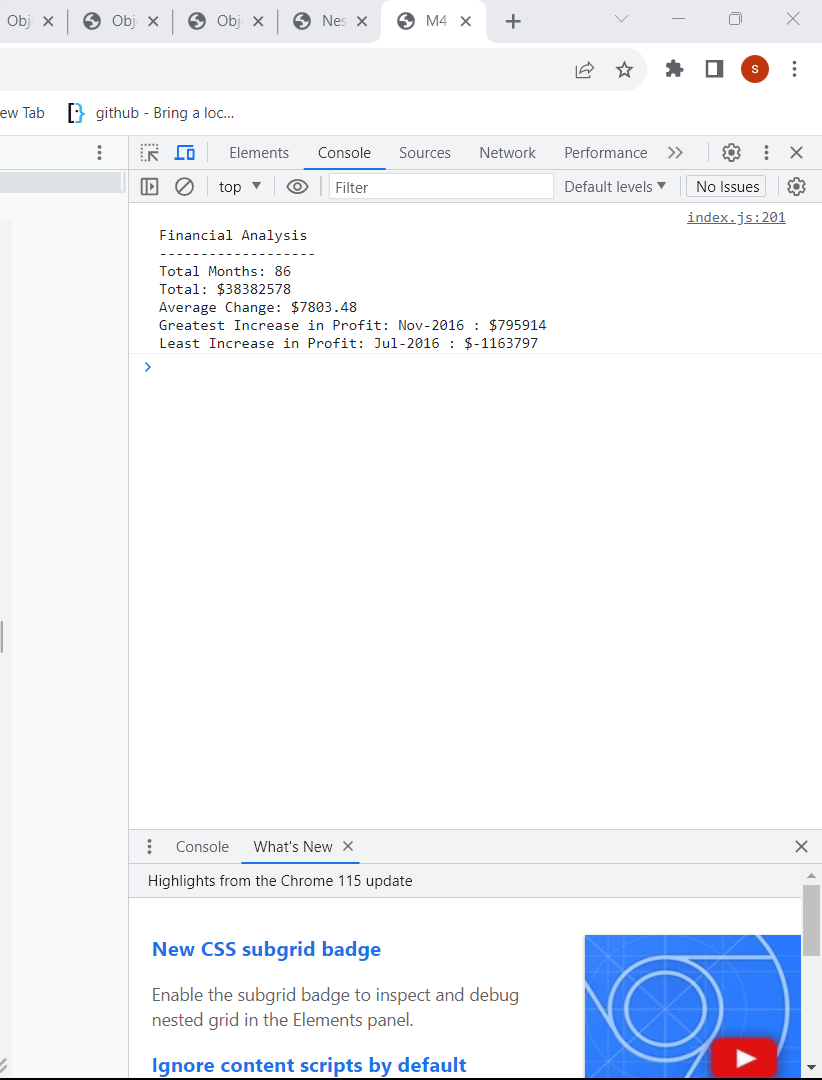 Obj
Obj
Obj
Nes
M4
S
ew Tab
github - Bring a loc...
Elements Console Sources Network Performance
top
Filter
Default levels
No Issues
index.js:201
Financial Analysis
-------------------
Total Months: 86
Total: $38382578
Average Change: $7803.48
Greatest Increase in Profit: Nov-2016 : $795914
Least Increase in Profit: Jul-2016 : $-1163797
Console What's New
Highlights from the Chrome 115 update
New CSS subgrid badge
Enable the subgrid badge to inspect and debug
nested grid in the Elements panel.
Ignore content scripts by default